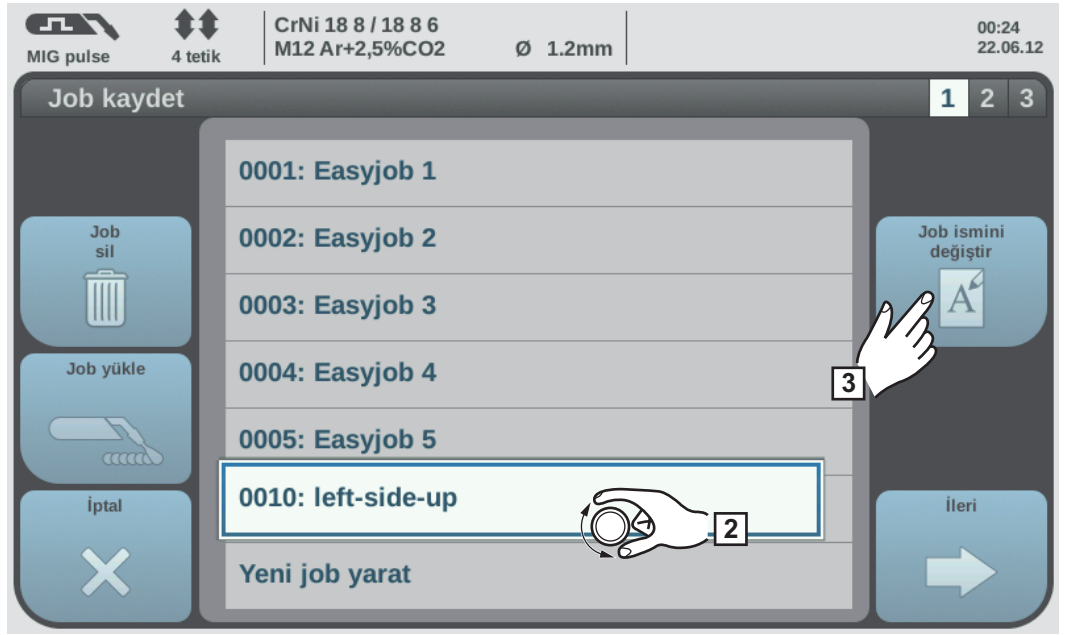 MIG pulse
4 tetik
CrNi 18 8 / 18 8 6
M12 Ar+2,5%CO2 Ø 1.2mm
00:24
22.06.12
Job kaydet
1 2 3
0001: Easyjob 1
0002: Easyjob 2
0003: Easyjob 3
0004: Easyjob 4
0005: Easyjob 5
0010: left-side-up
Yeni job yarat
Job
sil
Job yükle
İptal
Job ismini
değiştir
A
3
2
İleri